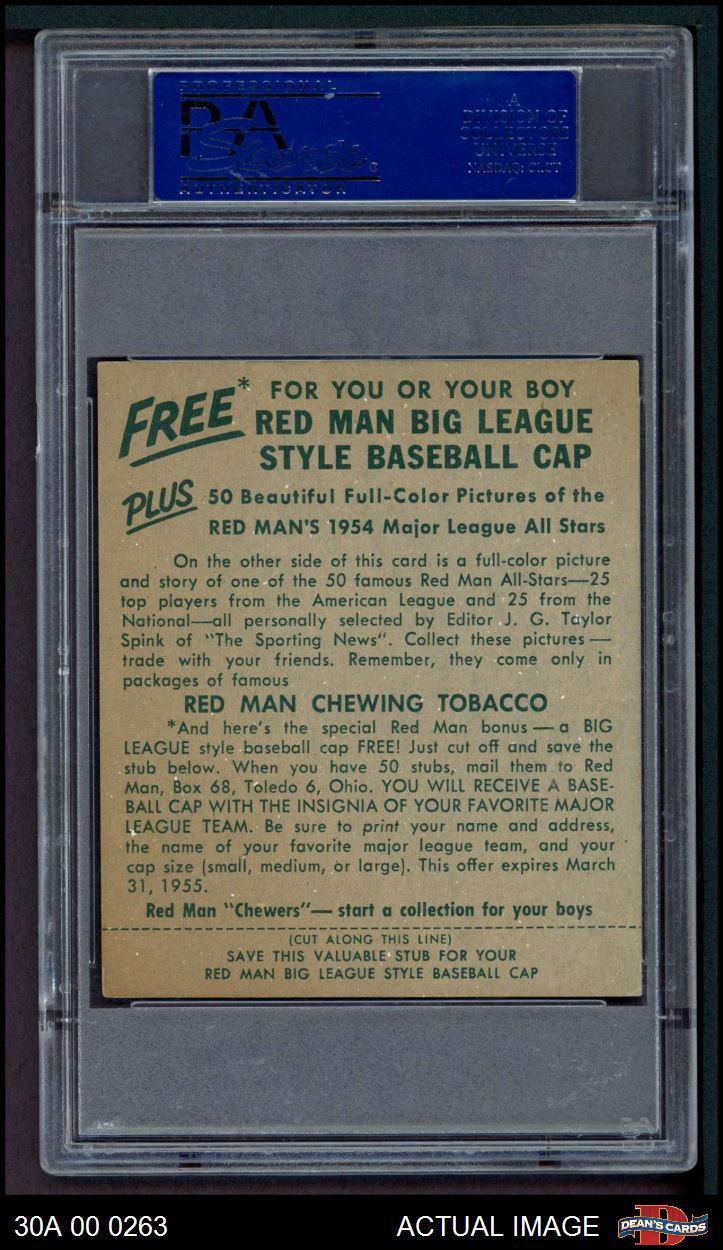 PROFESSIONAL
PSA
AUTHENTICATOR
A
DIVISION OF
COLLECTORS
UNIVERSE
NASDAQ: CLCT
FREE* FOR YOU OR YOUR BOY
RED MAN BIG LEAGUE
STYLE BASEBALL CAP
PLUS 50 Beautiful Full-Color Pictures of the
RED MAN'S 1954 Major League All Stars
On the other side of this card is a full-color picture
and story of one of the 50 famous Red Man All-Stars—25
top players from the American League and 25 from the
National—all personally selected by Editor J. G. Taylor
Spink of "The Sporting News". Collect these pictures —
trade with your friends. Remember, they come only in
packages of famous
RED MAN CHEWING TOBACCO
*And here's the special Red Man bonus — a BIG
LEAGUE style baseball cap FREE! Just cut off and save the
stub below. When you have 50 stubs, mail them to Red
Man, Box 68, Toledo 6, Ohio. YOU WILL RECEIVE A BASE-
BALL CAP WITH THE INSIGNIA OF YOUR FAVORITE MAJOR
LEAGUE TEAM. Be sure to print your name and address,
the name of your favorite major league team, and your
cap size (small, medium, or large). This offer expires March
31, 1955.
Red Man "Chewers"— start a collection for your boys
(CUT ALONG THIS LINE)
SAVE THIS VALUABLE STUB FOR YOUR
RED MAN BIG LEAGUE STYLE BASEBALL CAP
30A 00 0263
ACTUAL IMAGE
DEAN'S CARDS